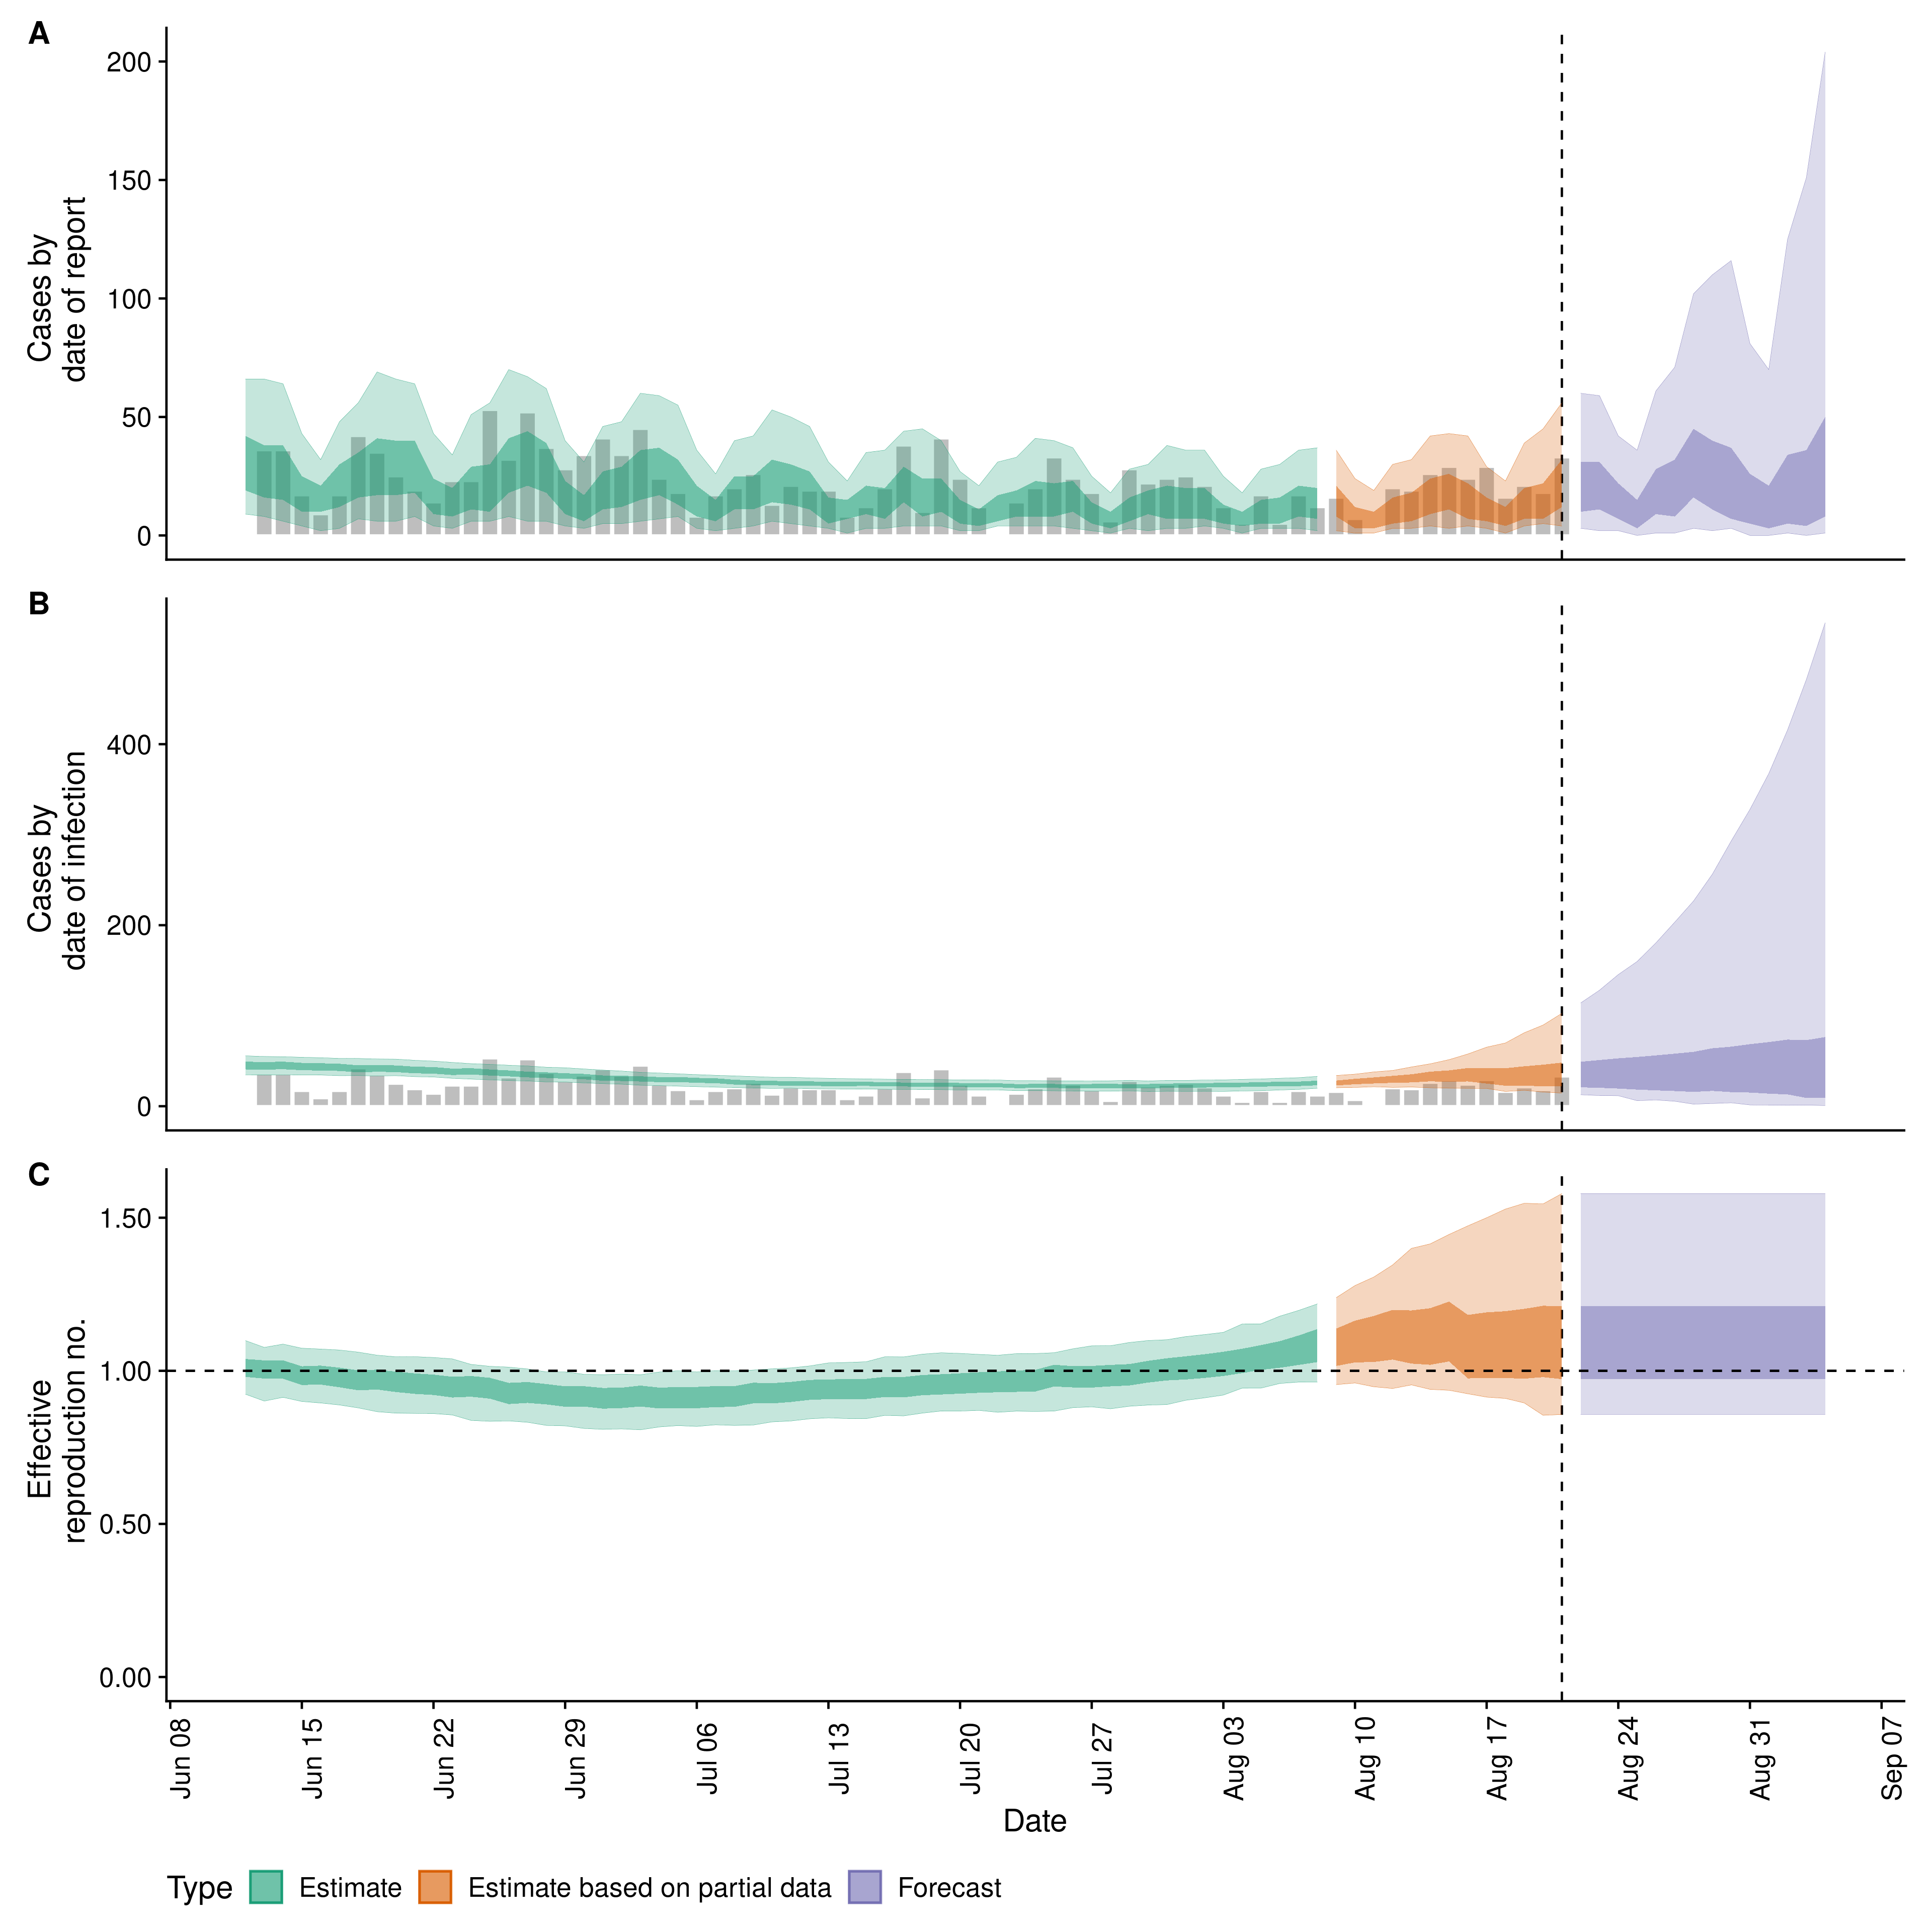 A
200
150
100
50
0
Cases by
date of report
B
400
200
0
Cases by
date of infection
C
1.50
1.00
0.50
0.00
Effective
reproduction no.
Jun 08
Jun 15
Jun 22
Jun 29
Jul 06
Jul 13
Jul 20
Jul 27
Aug 03
Aug 10
Aug 17
Aug 24
Aug 31
Sep 07
Date
Type Estimate Estimate based on partial data Forecast